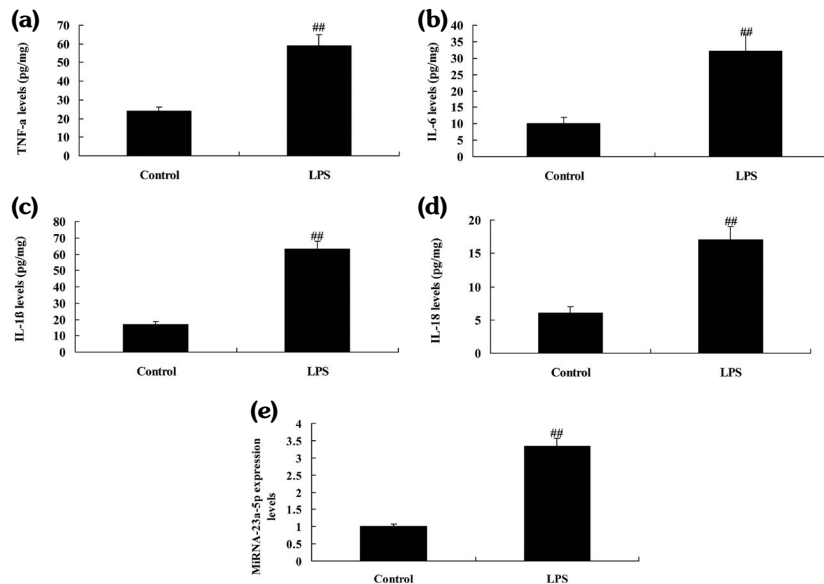 (a)
TNF-a levels (pg/mg)
70
60
50
40
30
20
10
0
##
Control
LPS
(b)
IL-6 levels (pg/mg)
40
35
30
25
20
15
10
5
0
##
Control
LPS
(c)
IL-1ß levels (pg/mg)
80
70
60
50
40
30
20
10
0
##
Control
LPS
(d)
IL-18 levels (pg/mg)
20
15
10
5
0
##
Control
LPS
(e)
MiRNA-23a-5p expression
levels
4
3.5
3
2.5
2
1.5
1
0.5
0
##
Control
LPS